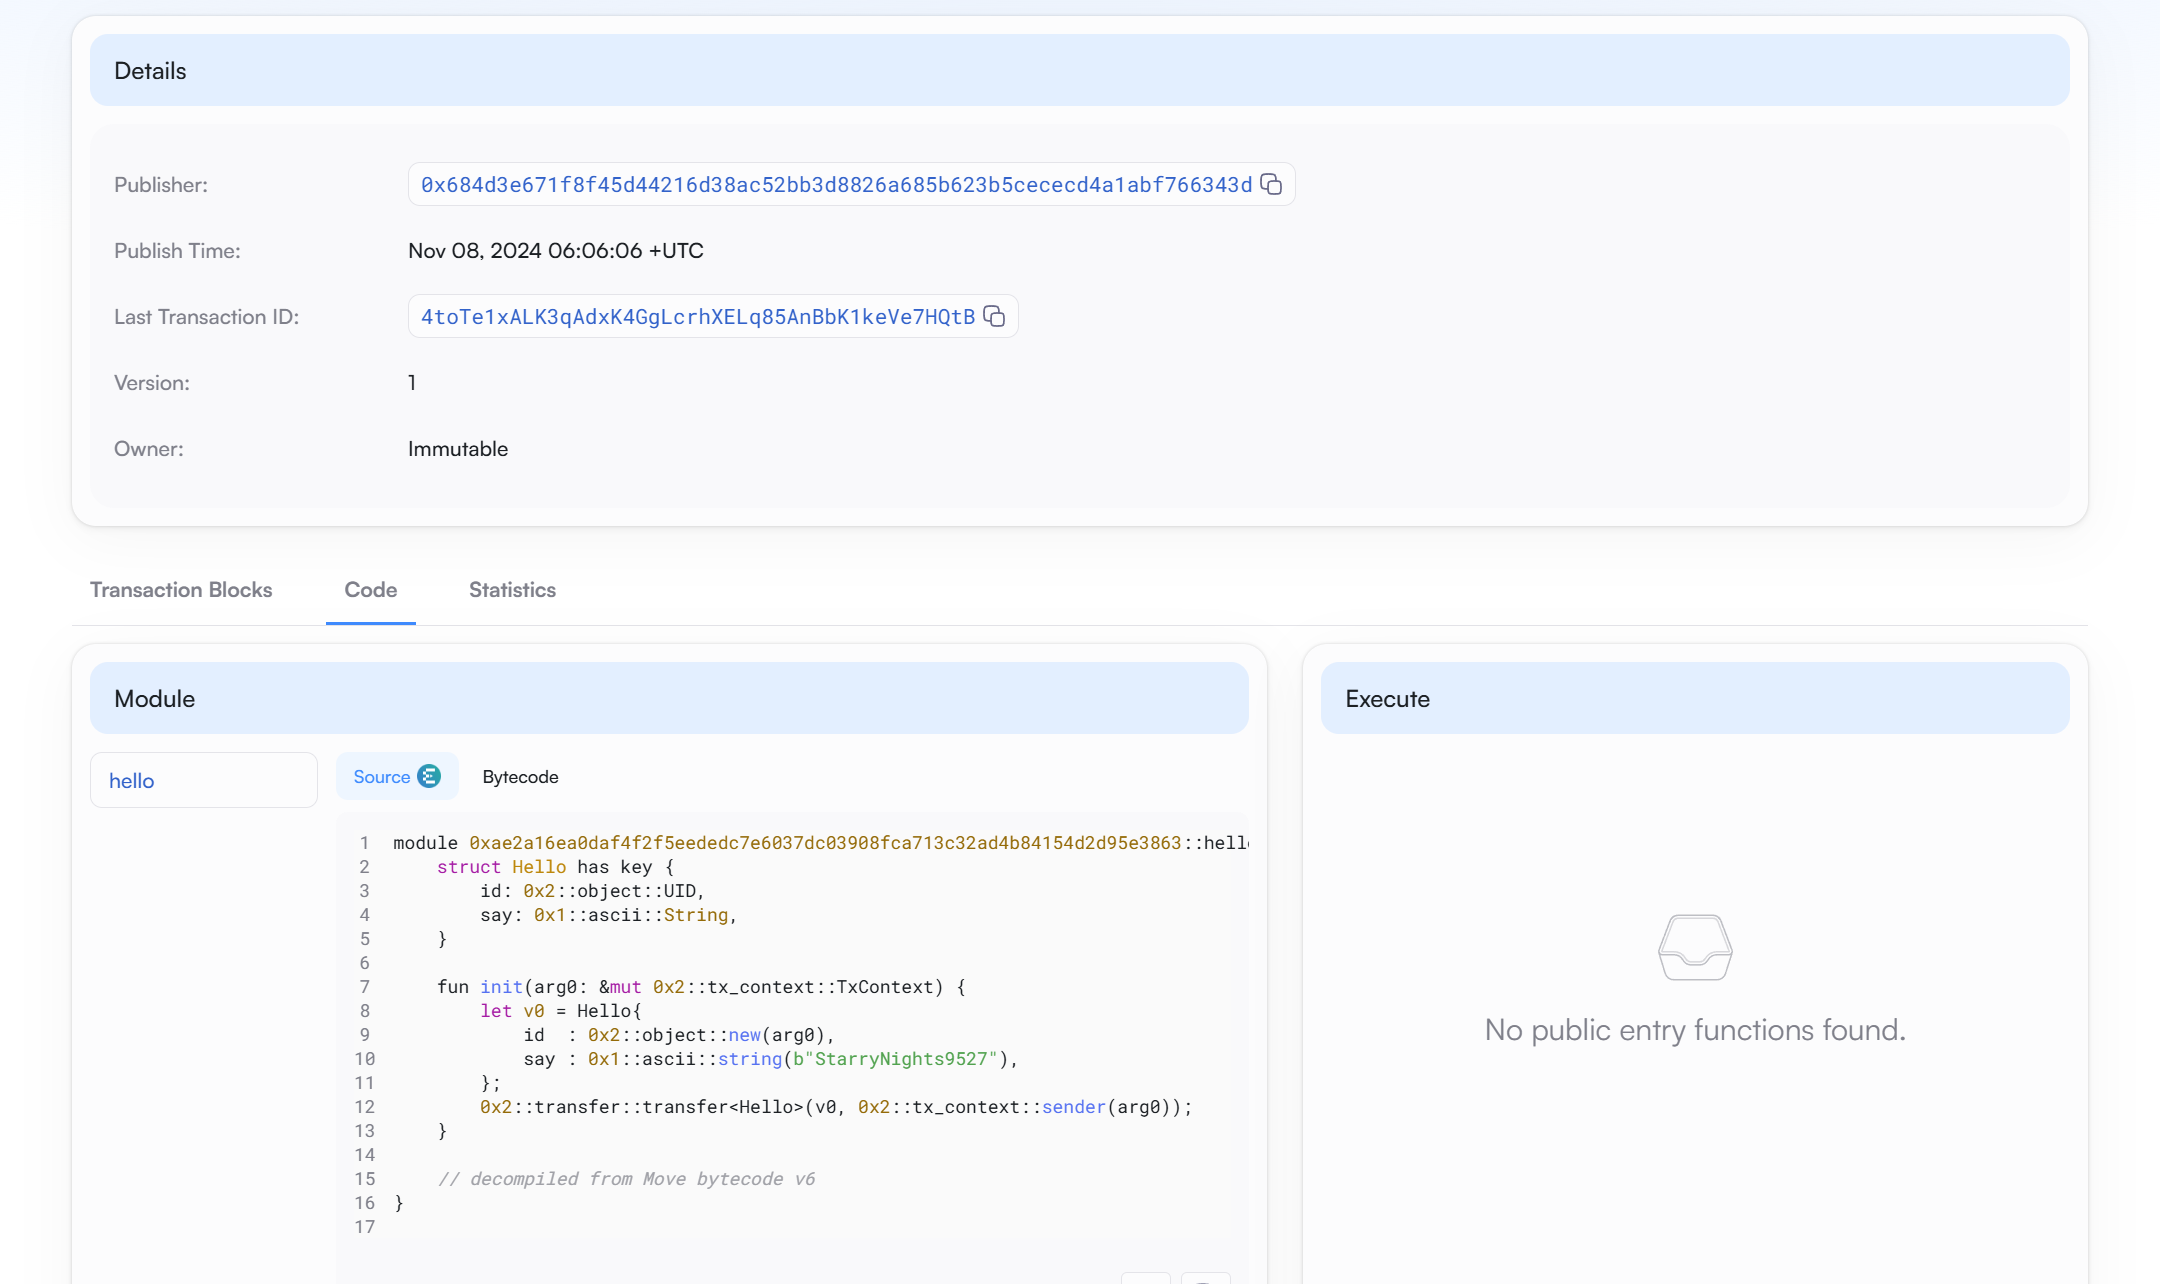 Details
Publisher: 0x684d3e671f8f45d44216d38ac52bb3d8826a685b623b5cececd4a1abf766343d
Publish Time: Nov 08, 2024 06:06:06 +UTC
Last Transaction ID: 4toTe1xALK3qAdxK4GgLcrhXELq85AnBbK1keVe7HQtB
Version: 1
Owner: Immutable
Transaction Blocks Code Statistics
Module
hello
Source Bytecode
1 module 0xae2a16ea0daf4f2f5eededc7e6037dc03908fca713c32ad4b84154d2d95e3863::hell
2 struct Hello has key {
3 id: 0x2::object::UID,
4 say: 0x1::ascii::String,
5 }
6
7 fun init(arg0: &mut 0x2::tx_context::TxContext) {
8 let v0 = Hello{
9 id  : 0x2::object::new(arg0),
10 say : 0x1::ascii::string(b"StarryNights9527"),
11 };
12 0x2::transfer::transfer<Hello>(v0, 0x2::tx_context::sender(arg0));
13 }
14
15 // decompiled from Move bytecode v6
16 }
17
Execute
No public entry functions found.